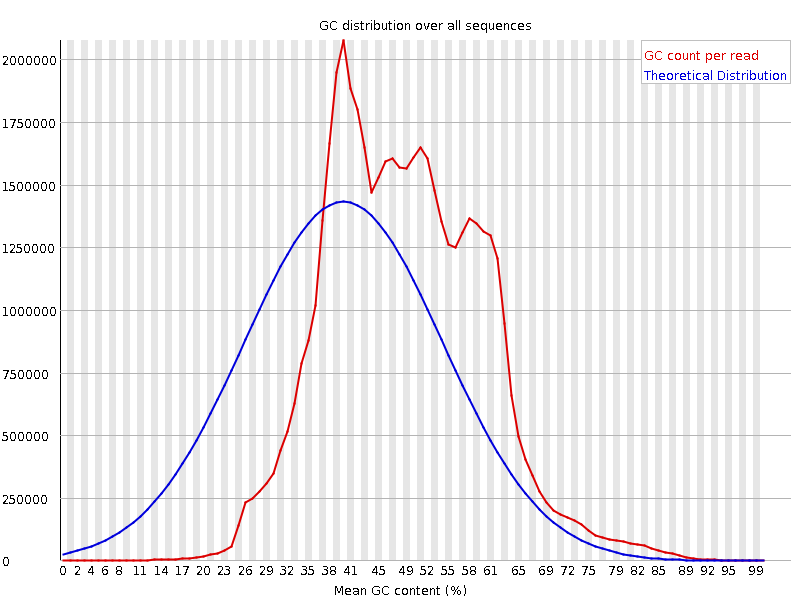 GC distribution over all sequences
GC count per read
Theoretical Distribution
2000000
1750000
1500000
1250000
1000000
750000
500000
250000
0
0 2 4 6 8 11 14 17 20 23 26 29 32 35 38 41 45 49 52 55 58 61 65 69 72 75 79 82 85 89 92 95 99
Mean GC content (%)